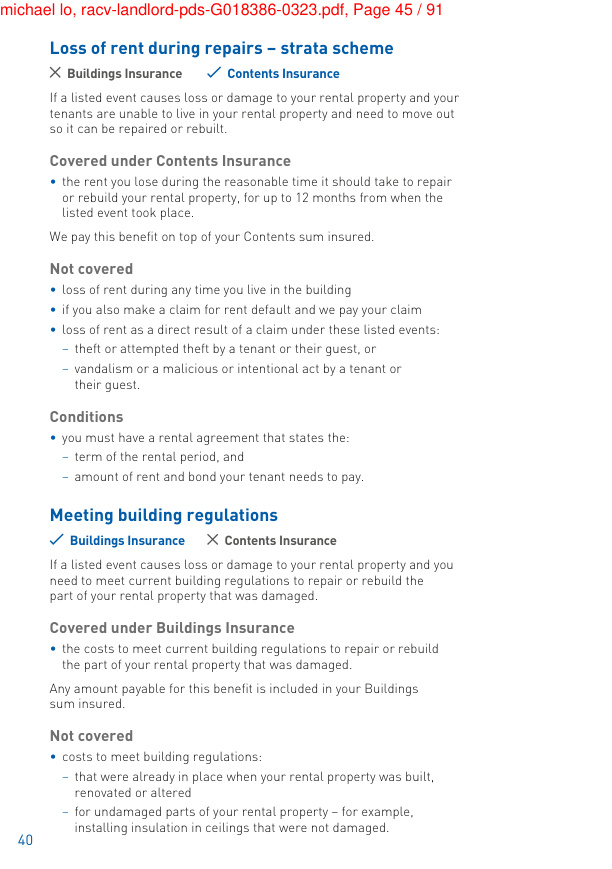 michael lo, racv-landlord-pds-G018386-0323.pdf, Page 45 / 91
Loss of rent during repairs – strata scheme
Buildings Insurance Contents Insurance
If a listed event causes loss or damage to your rental property and your
tenants are unable to live in your rental property and need to move out
so it can be repaired or rebuilt.
Covered under Contents Insurance
• the rent you lose during the reasonable time it should take to repair
or rebuild your rental property, for up to 12 months from when the
listed event took place.
We pay this benefit on top of your Contents sum insured.
Not covered
• loss of rent during any time you live in the building
• if you also make a claim for rent default and we pay your claim
• loss of rent as a direct result of a claim under these listed events:
– theft or attempted theft by a tenant or their guest, or
– vandalism or a malicious or intentional act by a tenant or
their guest.
Conditions
• you must have a rental agreement that states the:
– term of the rental period, and
– amount of rent and bond your tenant needs to pay.
Meeting building regulations
Buildings Insurance Contents Insurance
If a listed event causes loss or damage to your rental property and you
need to meet current building regulations to repair or rebuild the
part of your rental property that was damaged.
Covered under Buildings Insurance
• the costs to meet current building regulations to repair or rebuild
the part of your rental property that was damaged.
Any amount payable for this benefit is included in your Buildings
sum insured.
Not covered
• costs to meet building regulations:
– that were already in place when your rental property was built,
renovated or altered
– for undamaged parts of your rental property – for example,
installing insulation in ceilings that were not damaged.
40